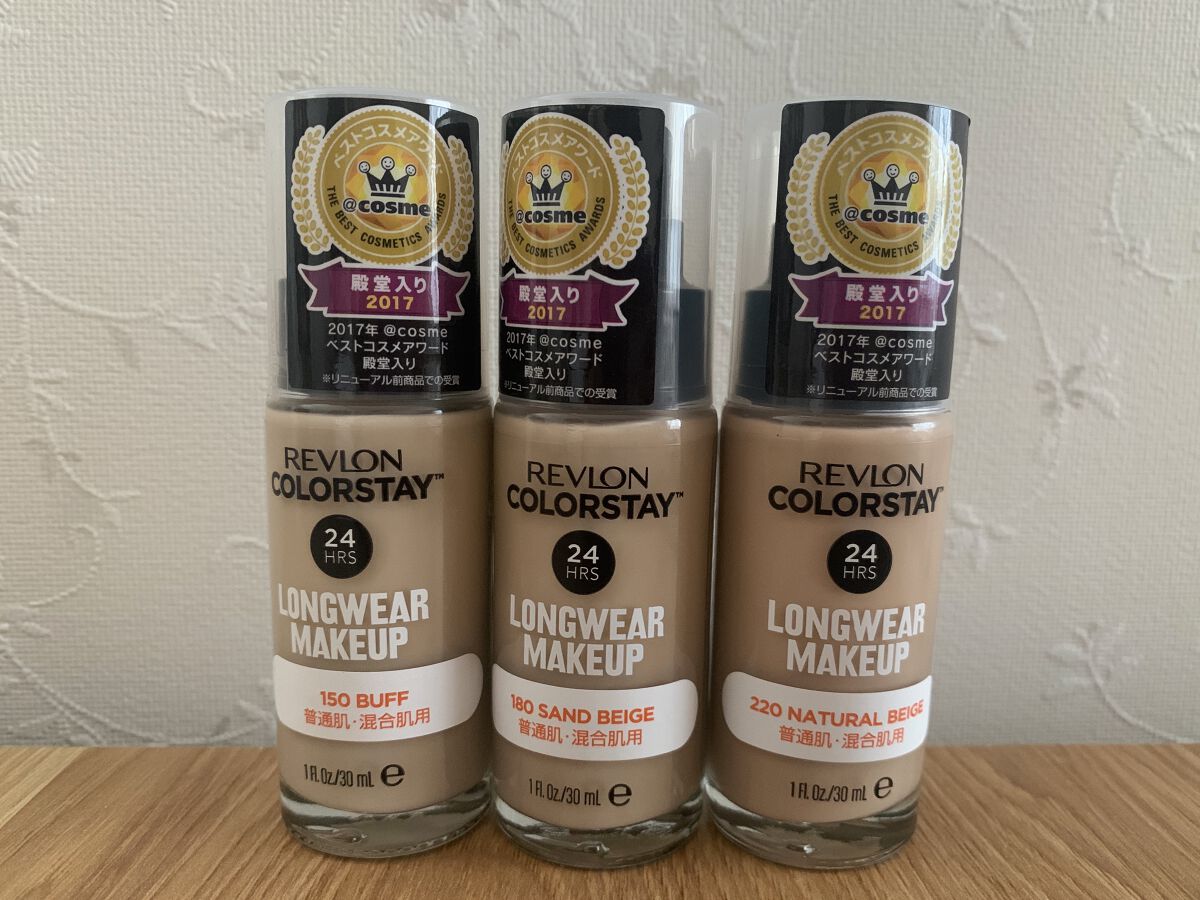 ベストコスメアワード
@cosme
THE BEST COSMETICS AWARDS
殿堂入り
2017
2017年 @cosme
ベストコスメアワード
殿堂入り
※リニューアル前商品での受賞
REVLON
COLORSTAY™
24
HRS
LONGWEAR
MAKEUP
150 BUFF
普通肌・混合肌用
1 Fl. Oz./30 mL ℮
ベストコスメアワード
@cosme
THE BEST COSMETICS AWARDS
殿堂入り
2017
2017年 @cosme
ベストコスメアワード
殿堂入り
※リニューアル前商品での受賞
REVLON
COLORSTAY™
24
HRS
LONGWEAR
MAKEUP
180 SAND BEIGE
普通肌・混合肌用
1 Fl. Oz./30 mL ℮
ベストコスメアワード
@cosme
THE BEST COSMETICS AWARDS
殿堂入り
2017
2017年 @cosme
ベストコスメアワード
殿堂入り
※リニューアル前商品での受賞
REVLON
COLORSTAY™
24
HRS
LONGWEAR
MAKEUP
220 NATURAL BEIGE
普通肌・混合肌用
1 Fl. Oz./30 mL ℮